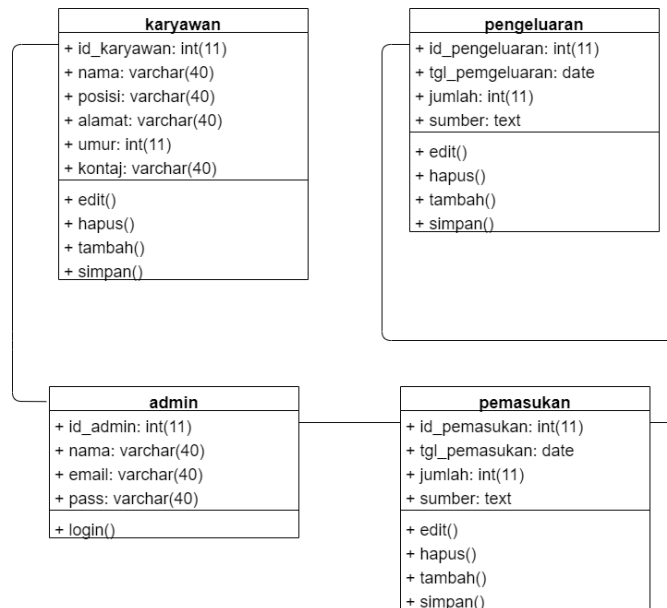 karyawan
+ id_karyawan: int(11)
+ nama: varchar(40)
+ posisi: varchar(40)
+ alamat: varchar(40)
+ umur: int(11)
+ kontaj: varchar(40)
+ edit()
+ hapus()
+ tambah()
+ simpan()
pengeluaran
+ id_pengeluaran: int(11)
+ tgl_pemgeluaran: date
+ jumlah: int(11)
+ sumber: text
+ edit()
+ hapus()
+ tambah()
+ simpan()
admin
+ id_admin: int(11)
+ nama: varchar(40)
+ email: varchar(40)
+ pass: varchar(40)
+ login()
pemasukan
+ id_pemasukan: int(11)
+ tgl_pemasukan: date
+ jumlah: int(11)
+ sumber: text
+ edit()
+ hapus()
+ tambah()
+ simpan()